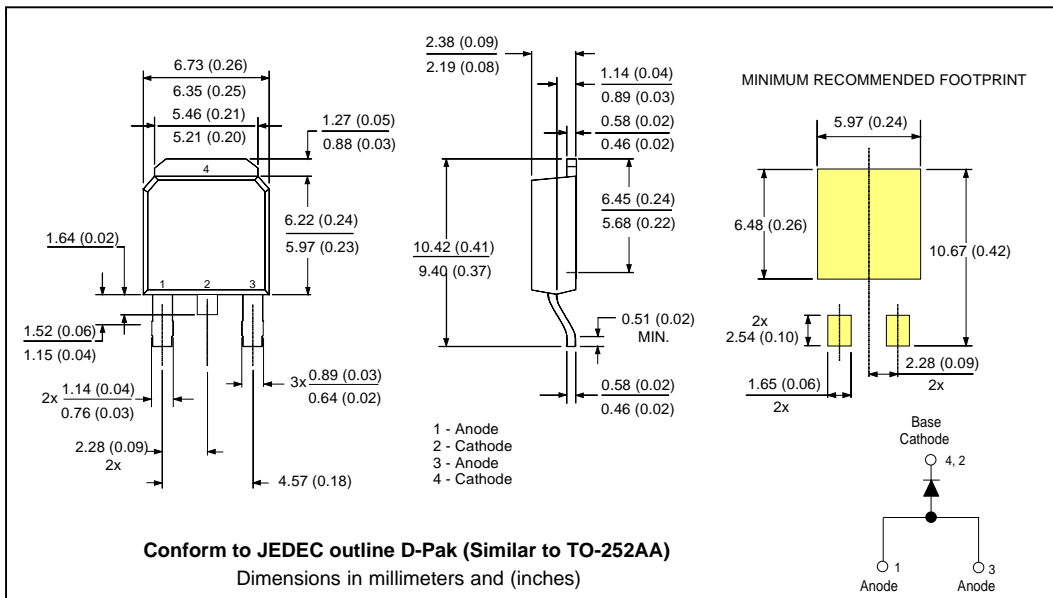 6.73 (0.26)
6.35 (0.25)
5.46 (0.21)
5.21 (0.20)
1.27 (0.05)
0.88 (0.03)
4
6.22 (0.24)
5.97 (0.23)
1.64 (0.02)
1 2 3
1.52 (0.06)
1.15 (0.04)
2x 1.14 (0.04)
0.76 (0.03)
3x 0.89 (0.03)
0.64 (0.02)
2.28 (0.09)
2x
4.57 (0.18)
2.38 (0.09)
2.19 (0.08)
1.14 (0.04)
0.89 (0.03)
0.58 (0.02)
0.46 (0.02)
6.45 (0.24)
5.68 (0.22)
10.42 (0.41)
9.40 (0.37)
0.51 (0.02)
MIN.
0.58 (0.02)
0.46 (0.02)
1 - Anode
2 - Cathode
3 - Anode
4 - Cathode
MINIMUM RECOMMENDED FOOTPRINT
5.97 (0.24)
6.48 (0.26)
10.67 (0.42)
2x
2.54 (0.10)
1.65 (0.06)
2x
2.28 (0.09)
2x
Base
Cathode
4, 2
1
Anode
3
Anode
Conform to JEDEC outline D-Pak (Similar to TO-252AA)
Dimensions in millimeters and (inches)